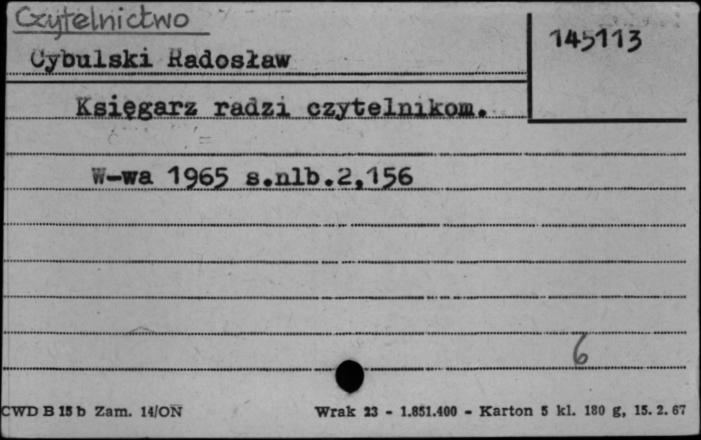 Czytelnictwo
145113
Cybulski Radosław
Księgarz radzi czytelnikom.
W-wa 1965 s.nlb.2,156
6
CWD B 15 b Zam. 14/ON Wrak 23 - 1.851.400 - Karton 5 kl. 180 g, 15. 2. 67